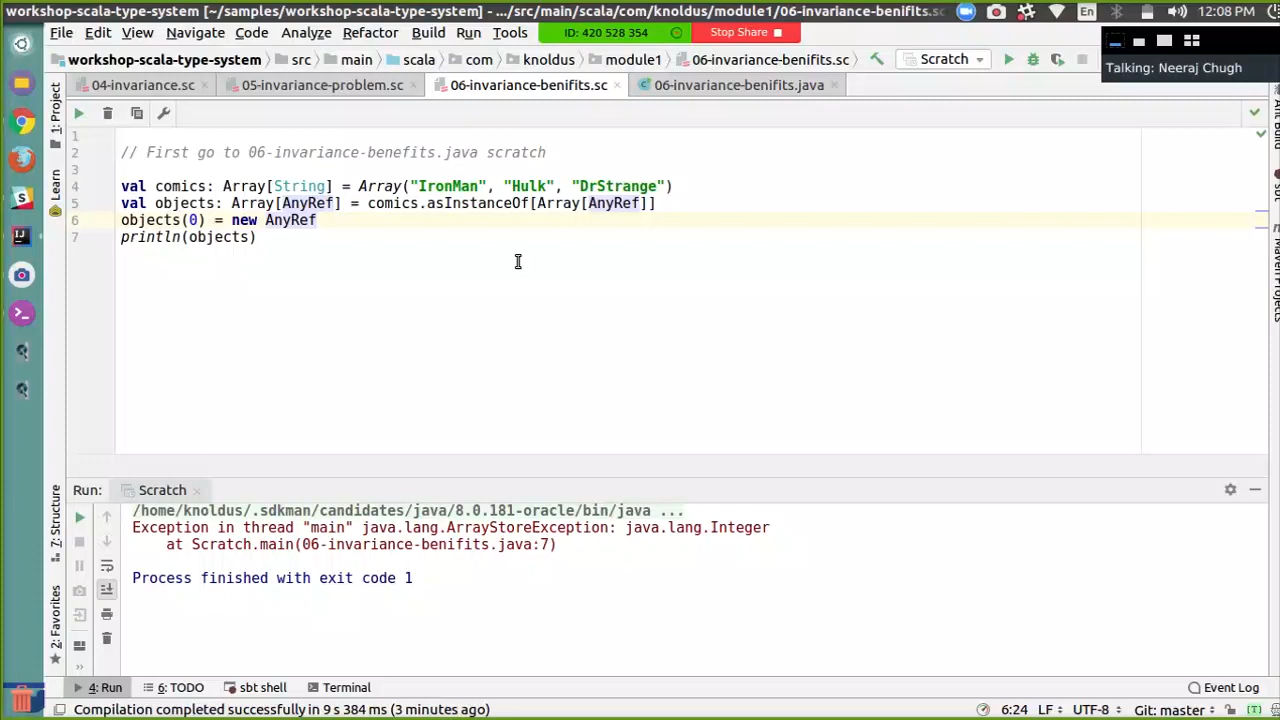 workshop-scala-type-system [~/samples/workshop-scala-type-system] - .../src/main/scala/com/knoldus/module1/06-invariance-benifits.sc
En
12:08 PM
File Edit View Navigate Code Analyze Refactor Build Run Tools
ID: 420 528 354
Stop Share
Talking: Neeraj Chugh
workshop-scala-type-system src main scala com knoldus module1 06-invariance-benifits.sc Scratch
04-invariance.sc 05-invariance-problem.sc 06-invariance-benifits.sc 06-invariance-benifits.java
1: Project
Learn
7: Structure
2: Favorites
Ant Build
Sbt
Maven Projects
1
2 // First go to 06-invariance-benefits.java scratch
3
4 val comics: Array[String] = Array("IronMan", "Hulk", "DrStrange")
5 val objects: Array[AnyRef] = comics.asInstanceOf[Array[AnyRef]]
6 objects(0) = new AnyRef
7 println(objects)
Run: Scratch
/home/knoldus/.sdkman/candidates/java/8.0.181-oracle/bin/java ...
Exception in thread "main" java.lang.ArrayStoreException: java.lang.Integer
at Scratch.main(06-invariance-benifits.java:7)
Process finished with exit code 1
4: Run 6: TODO sbt shell Terminal Event Log
Compilation completed successfully in 9 s 384 ms (3 minutes ago) 6:24 LF UTF-8 Git: master [T]